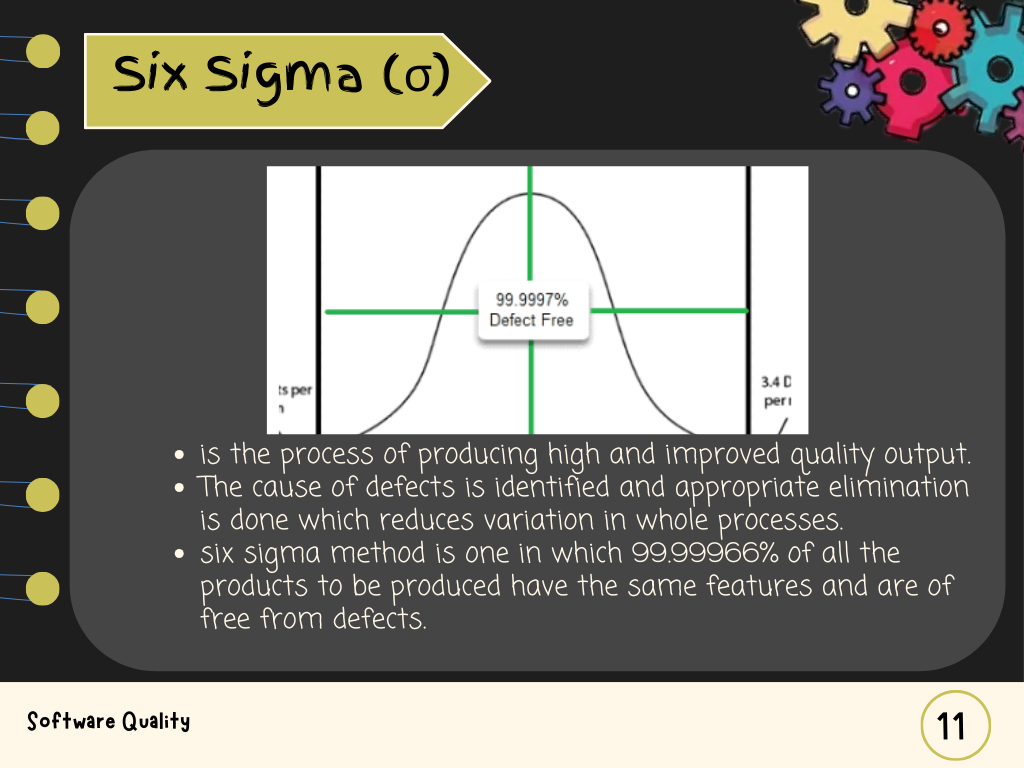 Six Sigma (σ)
99.9997%
Defect Free
ts per
3.4 D
per
• is the process of producing high and improved quality output.
• The cause of defects is identified and appropriate elimination
is done which reduces variation in whole processes.
• six sigma method is one in which 99.99966% of all the
products to be produced have the same features and are of
free from defects.
Software Quality
11